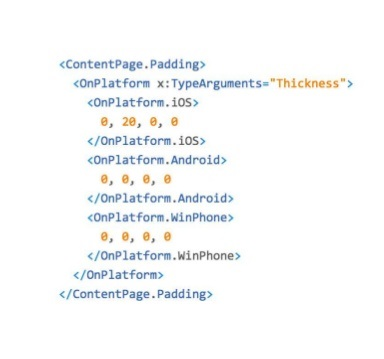 <ContentPage.Padding>
<OnPlatform x:TypeArguments="Thickness">
<OnPlatform.iOS>
0, 20, 0, 0
</OnPlatform.iOS>
<OnPlatform.Android>
0, 0, 0, 0
</OnPlatform.Android>
<OnPlatform.WinPhone>
0, 0, 0, 0
</OnPlatform.WinPhone>
</OnPlatform>
</ContentPage.Padding>